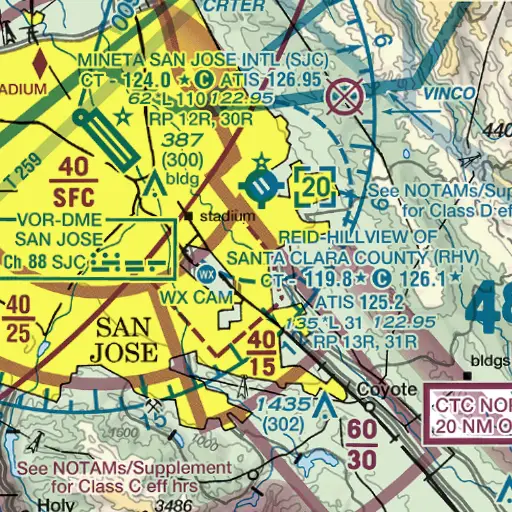 CRTER
009
MINETA SAN JOSE INTL (SJC)
CT - 124.0 ★ C ATIS 126.95
62 *L 110 122.95
RP 12R, 30R
ADIUM
VINCO
440
387
(300)
bldg
T 259
40
SFC
20
See NOTAMs/Sup
for Class D eff
stadium
VOR-DME
SAN JOSE
Ch 88 SJC
REID-HILLVIEW OF
SANTA CLARA COUNTY (RHV)
CT - 119.8 ★ C 126.1 ★
ATIS 125.2
135 *L 31 122.95
RP 13R, 31R
WX
WX CAM
48
40
25
SAN
JOSE
40
15
bldgs
Coyote
CTC NOR
20 NM O
1435
(302)
15
60
30
1600
See NOTAMs/Supplement
for Class C eff hrs
Holy
3486